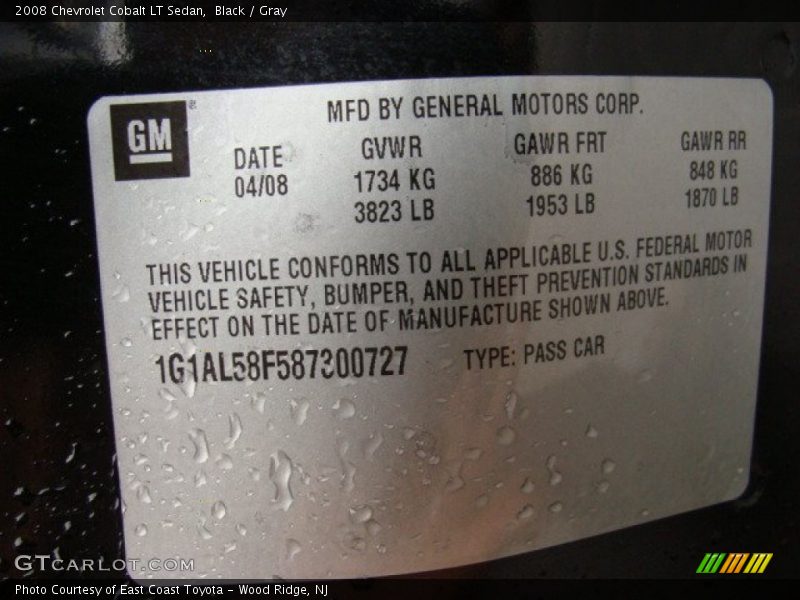 2008 Chevrolet Cobalt LT Sedan, Black / Gray
MFD BY GENERAL MOTORS CORP.
GM
DATE GVWR GAWR FRT GAWR RR
04/08 1734 KG 886 KG 848 KG
3823 LB 1953 LB 1870 LB
THIS VEHICLE CONFORMS TO ALL APPLICABLE U.S. FEDERAL MOTOR
VEHICLE SAFETY, BUMPER, AND THEFT PREVENTION STANDARDS IN
EFFECT ON THE DATE OF MANUFACTURE SHOWN ABOVE.
1G1AL58F587300727 TYPE: PASS CAR
GTCARLOT.COM
Photo Courtesy of East Coast Toyota - Wood Ridge, NJ